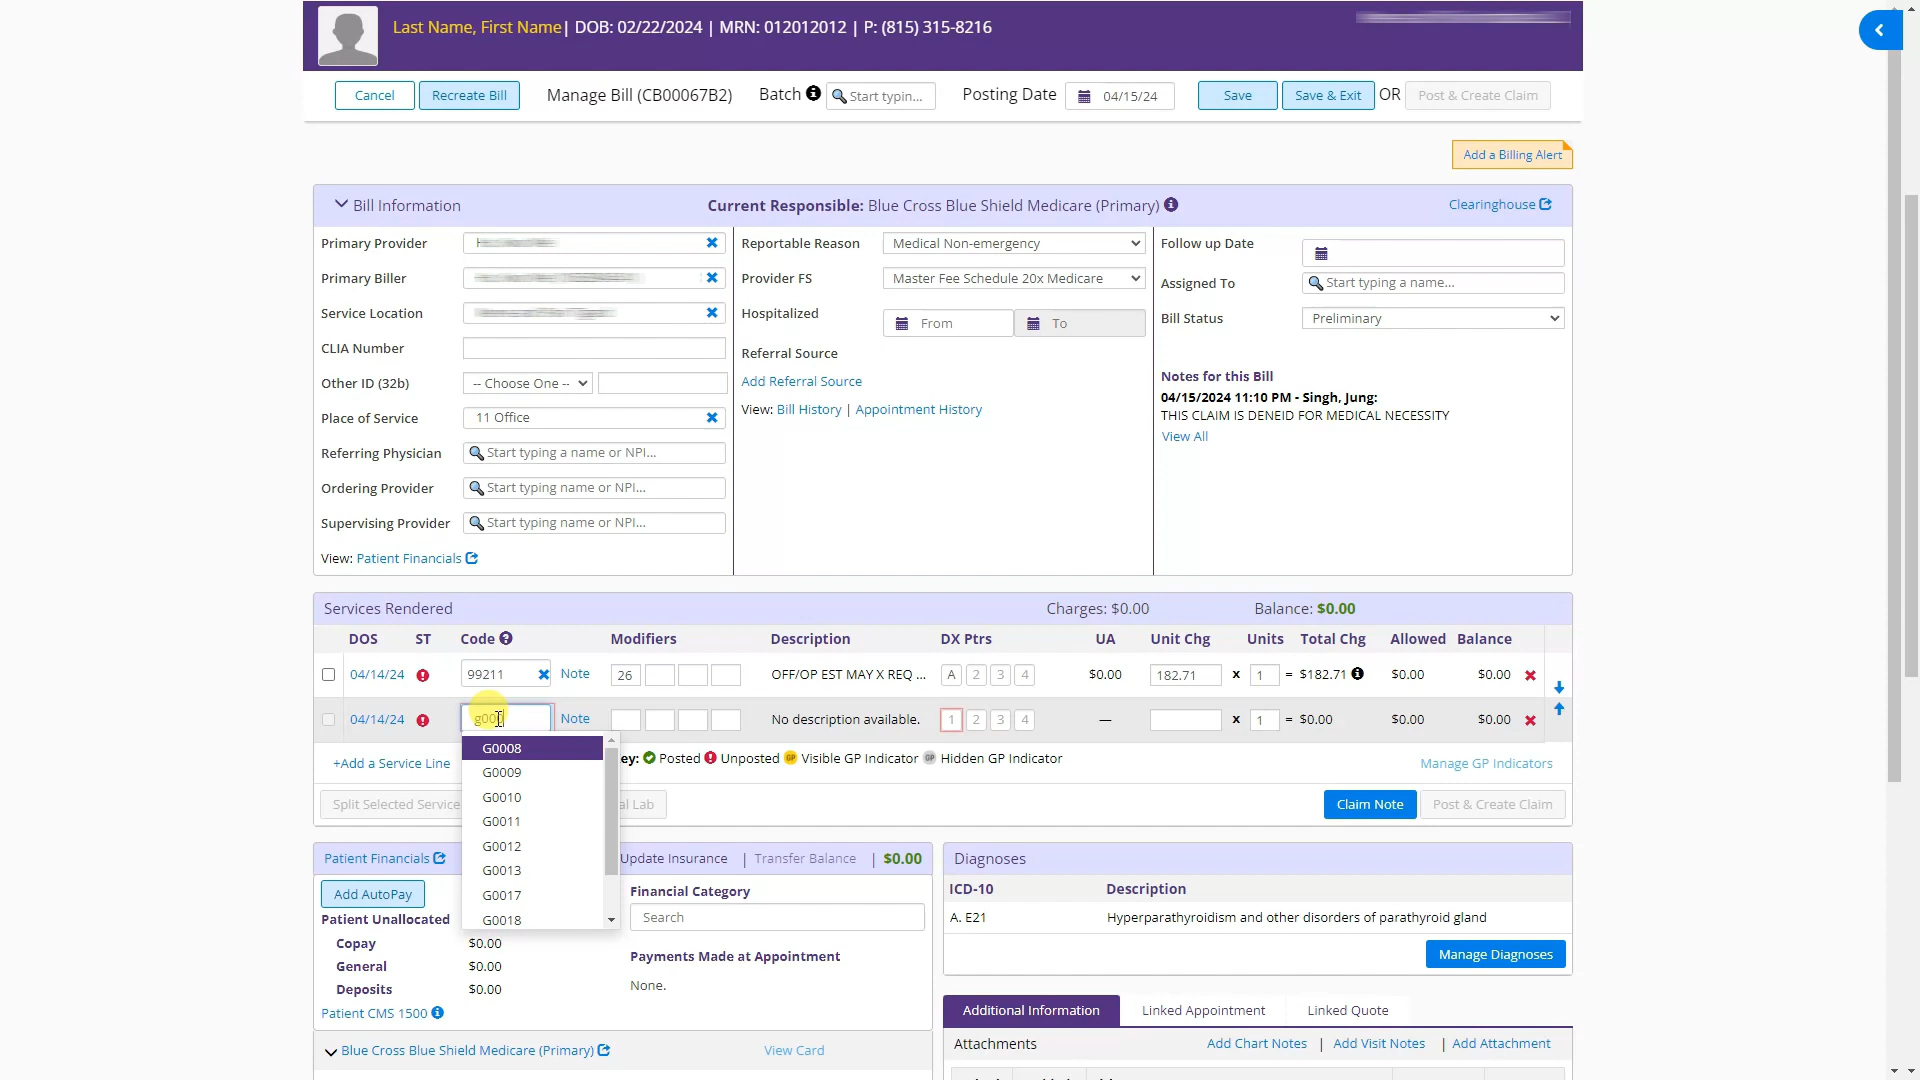 Last Name, First Name| DOB: 02/22/2024 | MRN: 012012012 | P: (815) 315-8216
Cancel Recreate Bill Manage Bill (CB00067B2) Batch Start typin... Posting Date 04/15/24 Save Save & Exit OR Post & Create Claim
Add a Billing Alert
Bill Information Current Responsible: Blue Cross Blue Shield Medicare (Primary) Clearinghouse
Primary Provider
Primary Biller
Service Location
CLIA Number
Other ID (32b) -- Choose One --
Place of Service 11 Office
Referring Physician Start typing a name or NPI...
Ordering Provider Start typing name or NPI...
Supervising Provider Start typing name or NPI...
View: Patient Financials
Reportable Reason Medical Non-emergency
Provider FS Master Fee Schedule 20x Medicare
Hospitalized From To
Referral Source
Add Referral Source
View: Bill History | Appointment History
Follow up Date
Assigned To Start typing a name...
Bill Status Preliminary
Notes for this Bill
04/15/2024 11:10 PM - Singh, Jung:
THIS CLAIM IS DENEID FOR MEDICAL NECESSITY
View All
Services Rendered Charges: $0.00 Balance: $0.00
DOS ST Code Modifiers Description DX Ptrs UA Unit Chg Units Total Chg Allowed Balance
04/14/24 99211 Note 26 OFF/OP EST MAY X REQ ... A 2 3 4 $0.00 182.71 x 1 = $182.71 $0.00 $0.00
04/14/24 g000 Note No description available. 1 2 3 4 — x 1 = $0.00 $0.00 $0.00
G0008
G0009
G0010
G0011
G0012
G0013
G0017
G0018
+Add a Service Line ey: Posted Unposted GP Visible GP Indicator GP Hidden GP Indicator Manage GP Indicators
Split Selected Service al Lab Claim Note Post & Create Claim
Patient Financials Update Insurance | Transfer Balance | $0.00
Add AutoPay
Patient Unallocated
Copay $0.00
General $0.00
Deposits $0.00
Patient CMS 1500
Financial Category
Search
Payments Made at Appointment
None.
Blue Cross Blue Shield Medicare (Primary) View Card
Diagnoses
ICD-10 Description
A. E21 Hyperparathyroidism and other disorders of parathyroid gland
Manage Diagnoses
Additional Information Linked Appointment Linked Quote
Attachments Add Chart Notes | Add Visit Notes | Add Attachment